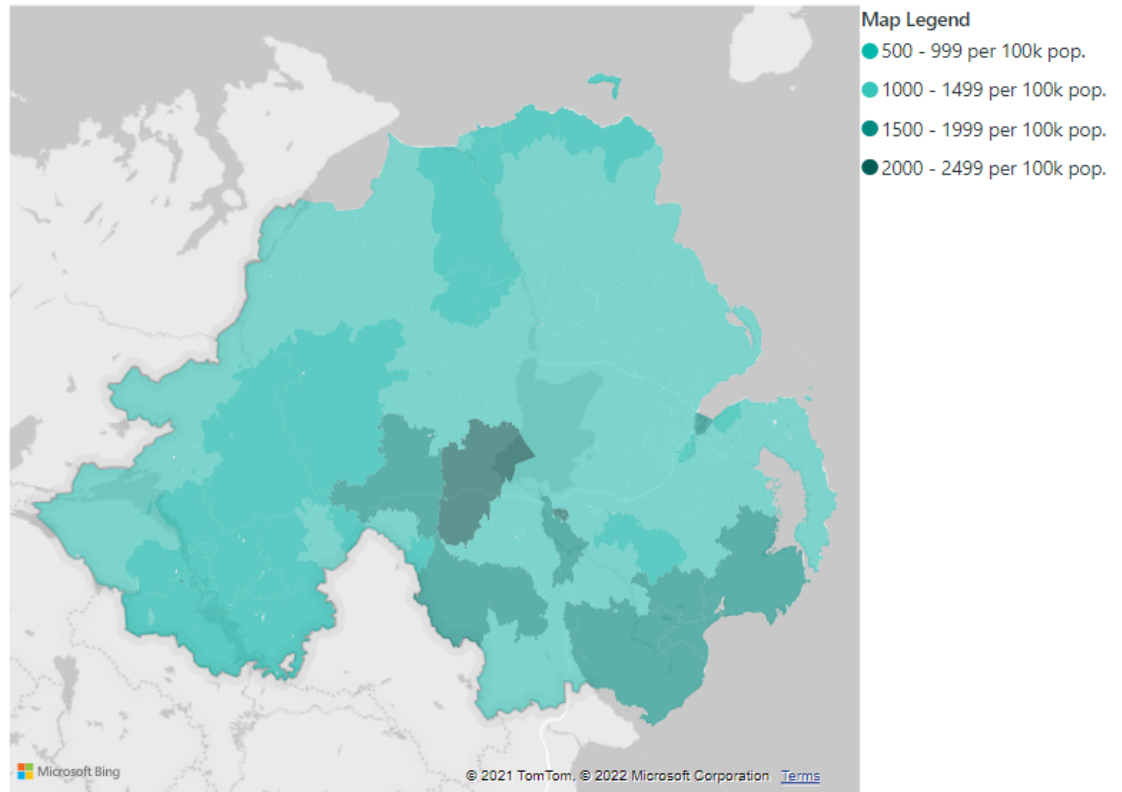 Map Legend
500 - 999 per 100k pop.
1000 - 1499 per 100k pop.
1500 - 1999 per 100k pop.
2000 - 2499 per 100k pop.
Microsoft Bing
© 2021 TomTom, © 2022 Microsoft Corporation Terms